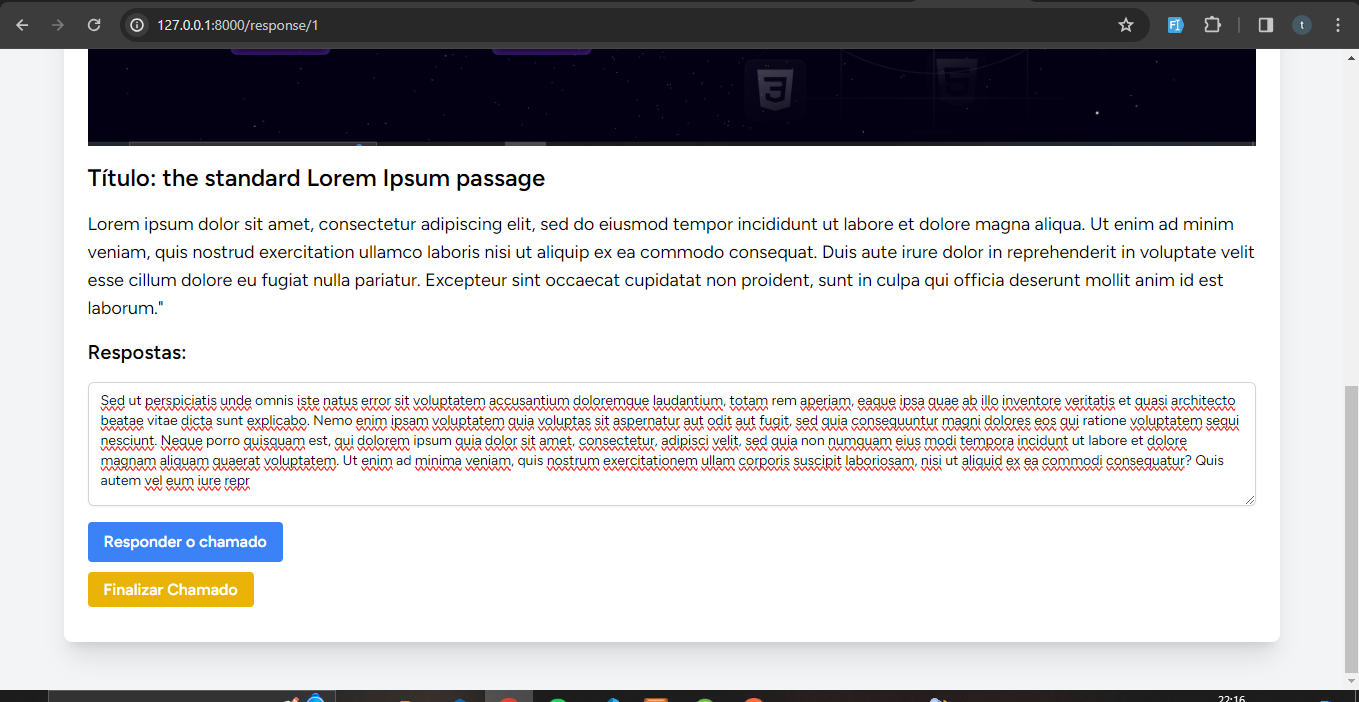 127.0.0.1:8000/response/1
t
Título: the standard Lorem Ipsum passage
Lorem ipsum dolor sit amet, consectetur adipiscing elit, sed do eiusmod tempor incididunt ut labore et dolore magna aliqua. Ut enim ad minim
veniam, quis nostrud exercitation ullamco laboris nisi ut aliquip ex ea commodo consequat. Duis aute irure dolor in reprehenderit in voluptate velit
esse cillum dolore eu fugiat nulla pariatur. Excepteur sint occaecat cupidatat non proident, sunt in culpa qui officia deserunt mollit anim id est
laborum."
Respostas:
Sed ut perspiciatis unde omnis iste natus error sit voluptatem accusantium doloremque laudantium, totam rem aperiam, eaque ipsa quae ab illo inventore veritatis et quasi architecto
beatae vitae dicta sunt explicabo. Nemo enim ipsam voluptatem quia voluptas sit aspernatur aut odit aut fugit, sed quia consequuntur magni dolores eos qui ratione voluptatem sequi
nesciunt. Neque porro quisquam est, qui dolorem ipsum quia dolor sit amet, consectetur, adipisci velit, sed quia non numquam eius modi tempora incidunt ut labore et dolore
magnam aliquam quaerat voluptatem. Ut enim ad minima veniam, quis nostrum exercitationem ullam corporis suscipit laboriosam, nisi ut aliquid ex ea commodi consequatur? Quis
autem vel eum iure repr
Responder o chamado
Finalizar Chamado
22:16